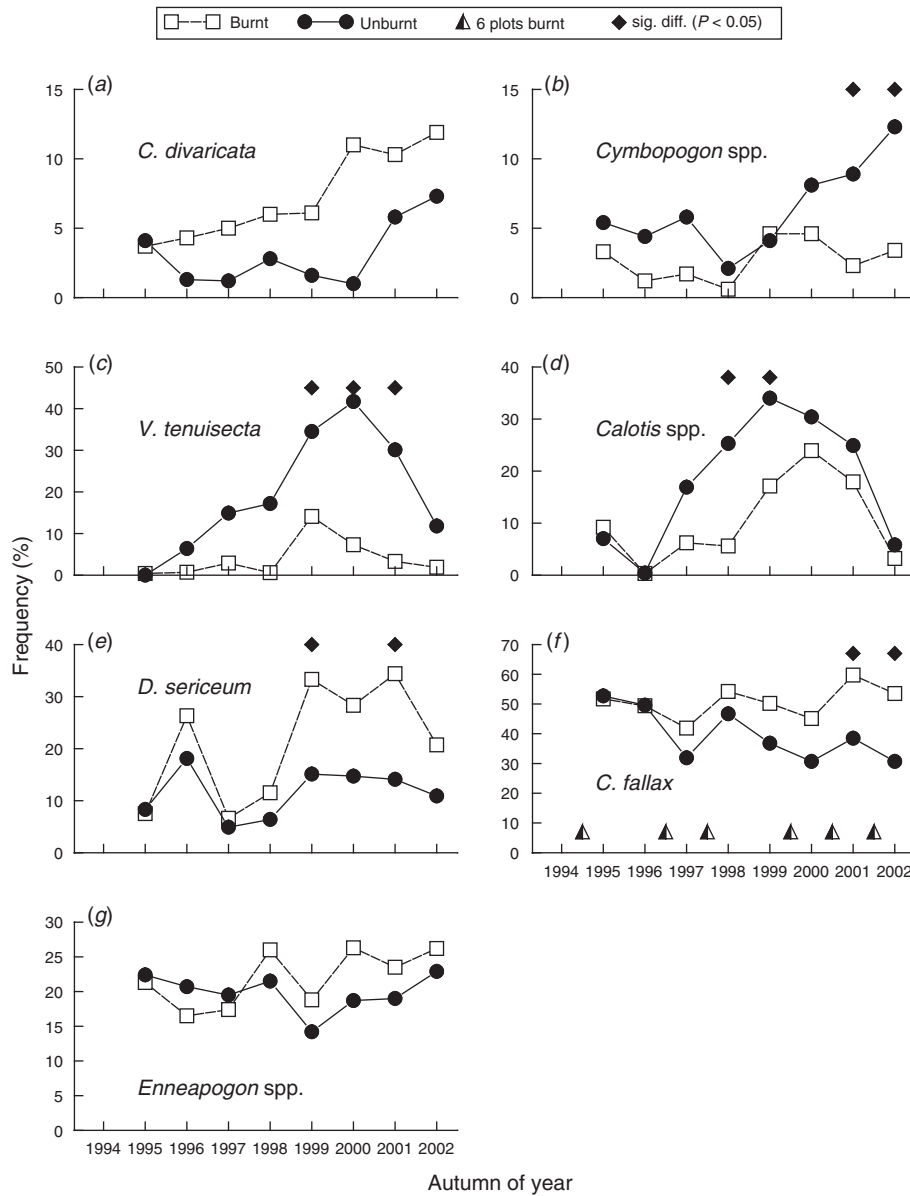 Burnt Unburnt 6 plots burnt sig. diff. (P < 0.05)
(a)
15
10
5
0
C. divaricata
(b)
15
10
5
0
Cymbopogon spp.
(c)
50
40
30
20
10
0
V. tenuisecta
(d)
40
30
20
10
0
Calotis spp.
Frequency (%)
(e)
40
30
20
10
0
D. sericeum
(f)
70
60
50
40
30
20
10
0
C. fallax
1994 1995 1996 1997 1998 1999 2000 2001 2002
(g)
30
25
20
15
10
5
0
Enneapogon spp.
1994 1995 1996 1997 1998 1999 2000 2001 2002
Autumn of year